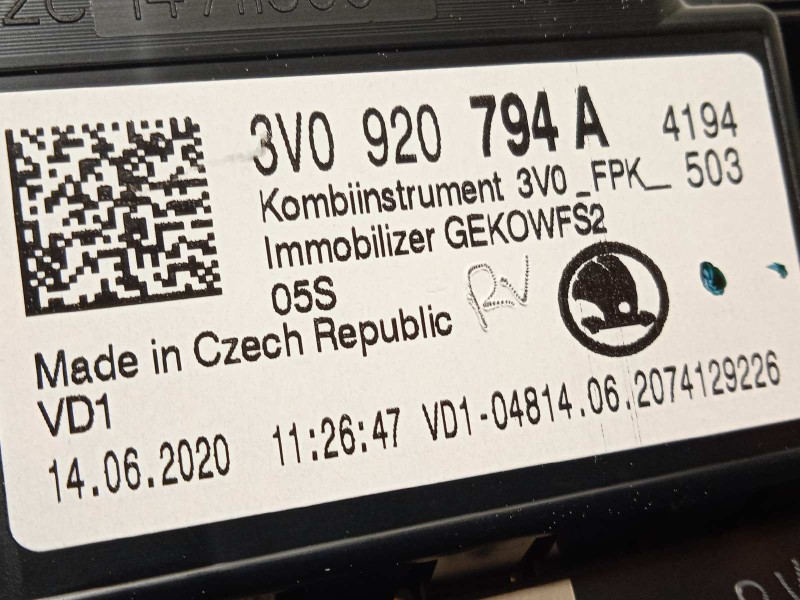 3V0 920 794 A 4194
Kombiinstrument 3V0_FPK_ 503
Immobilizer GEKOWFS2
05S
Made in Czech Republic
VD1
14.06.2020 11:26:47 VD1-04814.06.2074129226